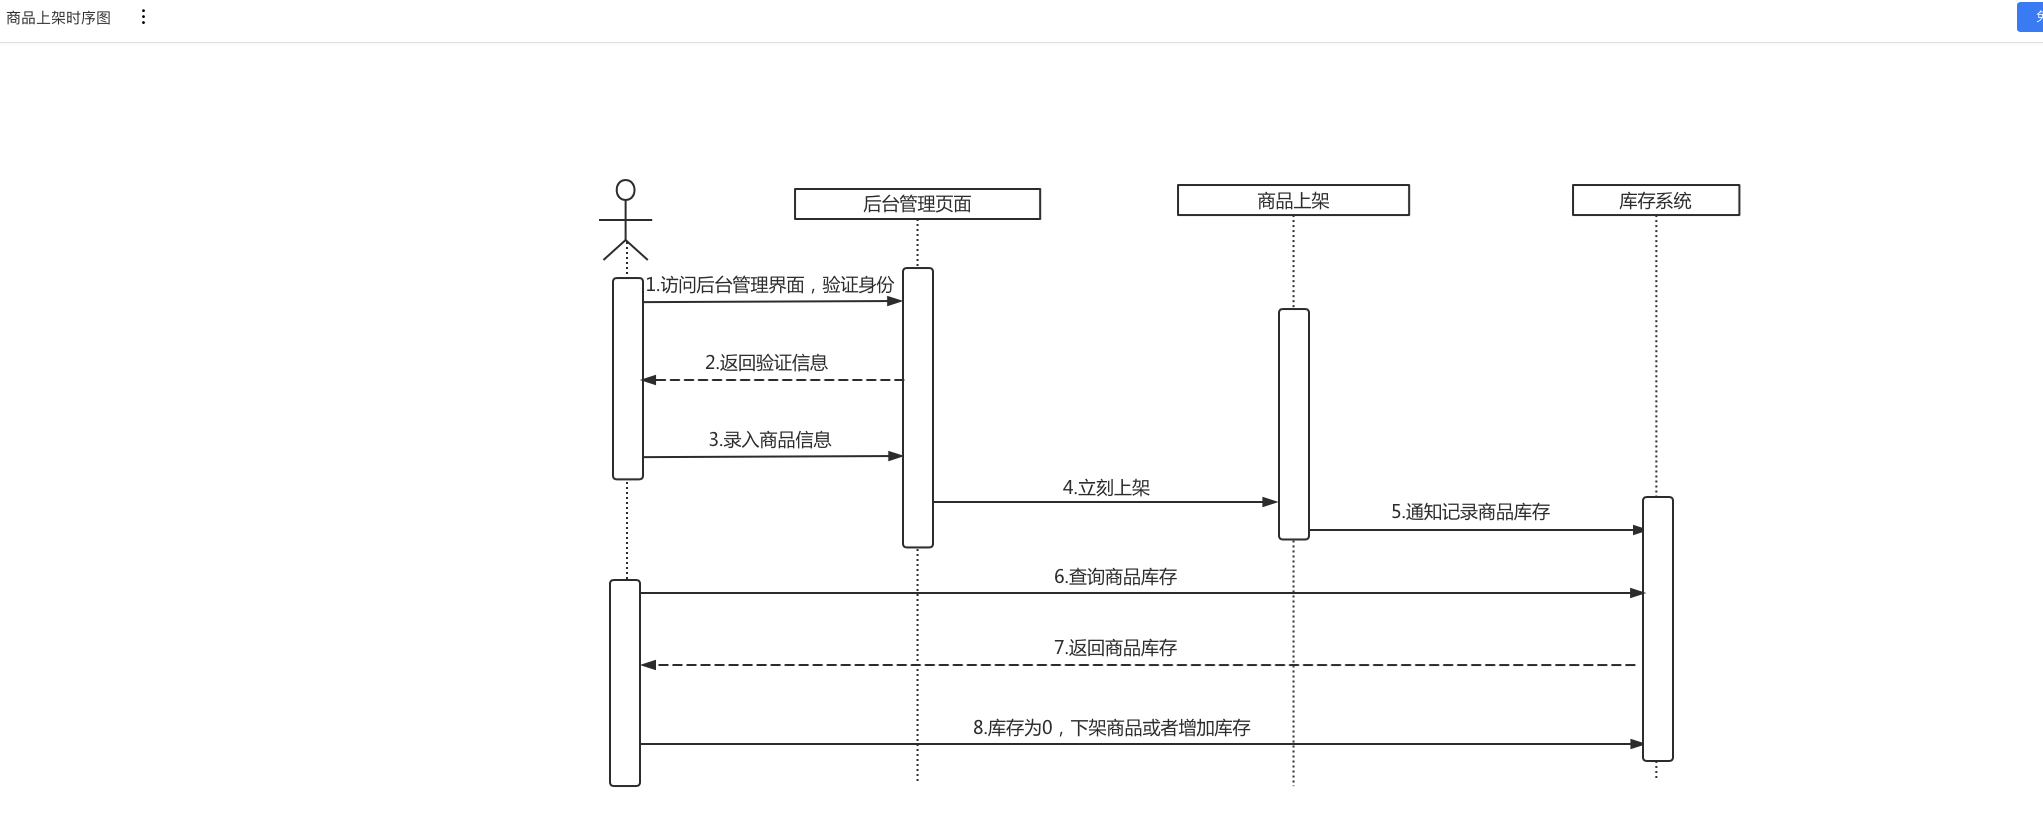 商品上架时序图
后台管理页面
商品上架
库存系统
1.访问后台管理界面，验证身份
2.返回验证信息
3.录入商品信息
4.立刻上架
5.通知记录商品库存
6.查询商品库存
7.返回商品库存
8.库存为0，下架商品或者增加库存